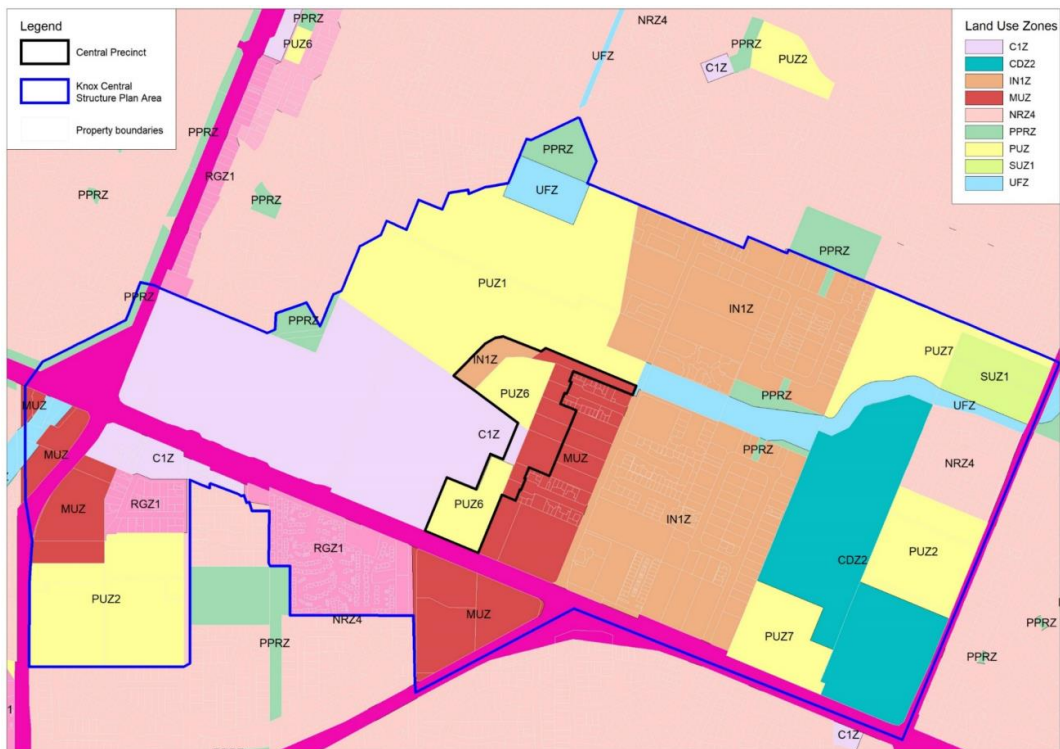 Legend
Central Precinct
Knox Central
Structure Plan Area
Property boundaries
Land Use Zones
C1Z
CDZ2
IN1Z
MUZ
NRZ4
PPRZ
PUZ
SUZ1
UFZ
PPRZ
PUZ6
NRZ4
UFZ
PPRZ
C1Z
PUZ2
PPRZ
RGZ1
PPRZ
PPRZ
PPRZ
UFZ
PPRZ
PUZ1
PPRZ
PPRZ
IN1Z
PUZ7
SUZ1
UFZ
IN1Z
PUZ6
PPRZ
MUZ
C1Z
MUZ
C1Z
MUZ
PPRZ
NRZ4
MUZ
RGZ1
PUZ6
IN1Z
RGZ1
PUZ2
CDZ2
PUZ2
MUZ
NRZ4
PPRZ
PUZ7
PPRZ
PPRZ
C1Z